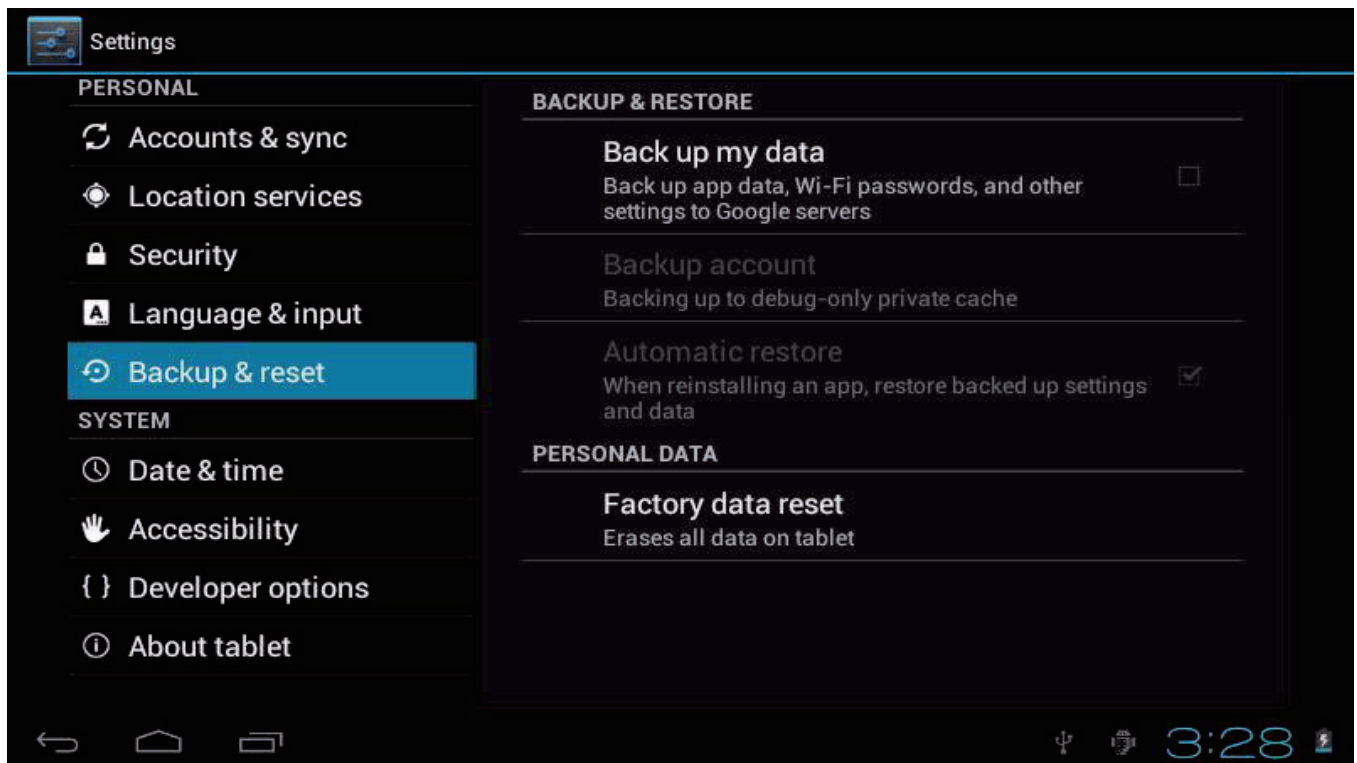 Settings
PERSONAL
Accounts & sync
Location services
Security
Language & input
Backup & reset
SYSTEM
Date & time
Accessibility
{ } Developer options
About tablet
BACKUP & RESTORE
Back up my data
Back up app data, Wi-Fi passwords, and other
settings to Google servers
Backup account
Backing up to debug-only private cache
Automatic restore
When reinstalling an app, restore backed up settings
and data
PERSONAL DATA
Factory data reset
Erases all data on tablet
3:28